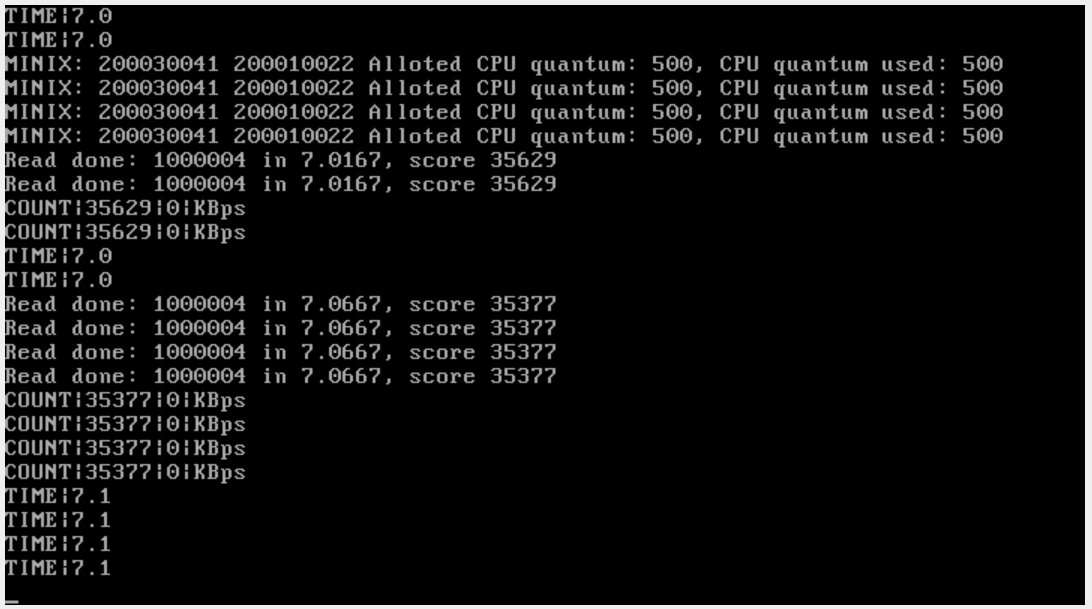 TIME|7.0
TIME|7.0
MINIX: 200030041 200010022 Alloted CPU quantum: 500, CPU quantum used: 500
MINIX: 200030041 200010022 Alloted CPU quantum: 500, CPU quantum used: 500
MINIX: 200030041 200010022 Alloted CPU quantum: 500, CPU quantum used: 500
MINIX: 200030041 200010022 Alloted CPU quantum: 500, CPU quantum used: 500
Read done: 1000004 in 7.0167, score 35629
Read done: 1000004 in 7.0167, score 35629
COUNT|35629|0|KBps
COUNT|35629|0|KBps
TIME|7.0
TIME|7.0
Read done: 1000004 in 7.0667, score 35377
Read done: 1000004 in 7.0667, score 35377
Read done: 1000004 in 7.0667, score 35377
Read done: 1000004 in 7.0667, score 35377
COUNT|35377|0|KBps
COUNT|35377|0|KBps
COUNT|35377|0|KBps
COUNT|35377|0|KBps
TIME|7.1
TIME|7.1
TIME|7.1
TIME|7.1